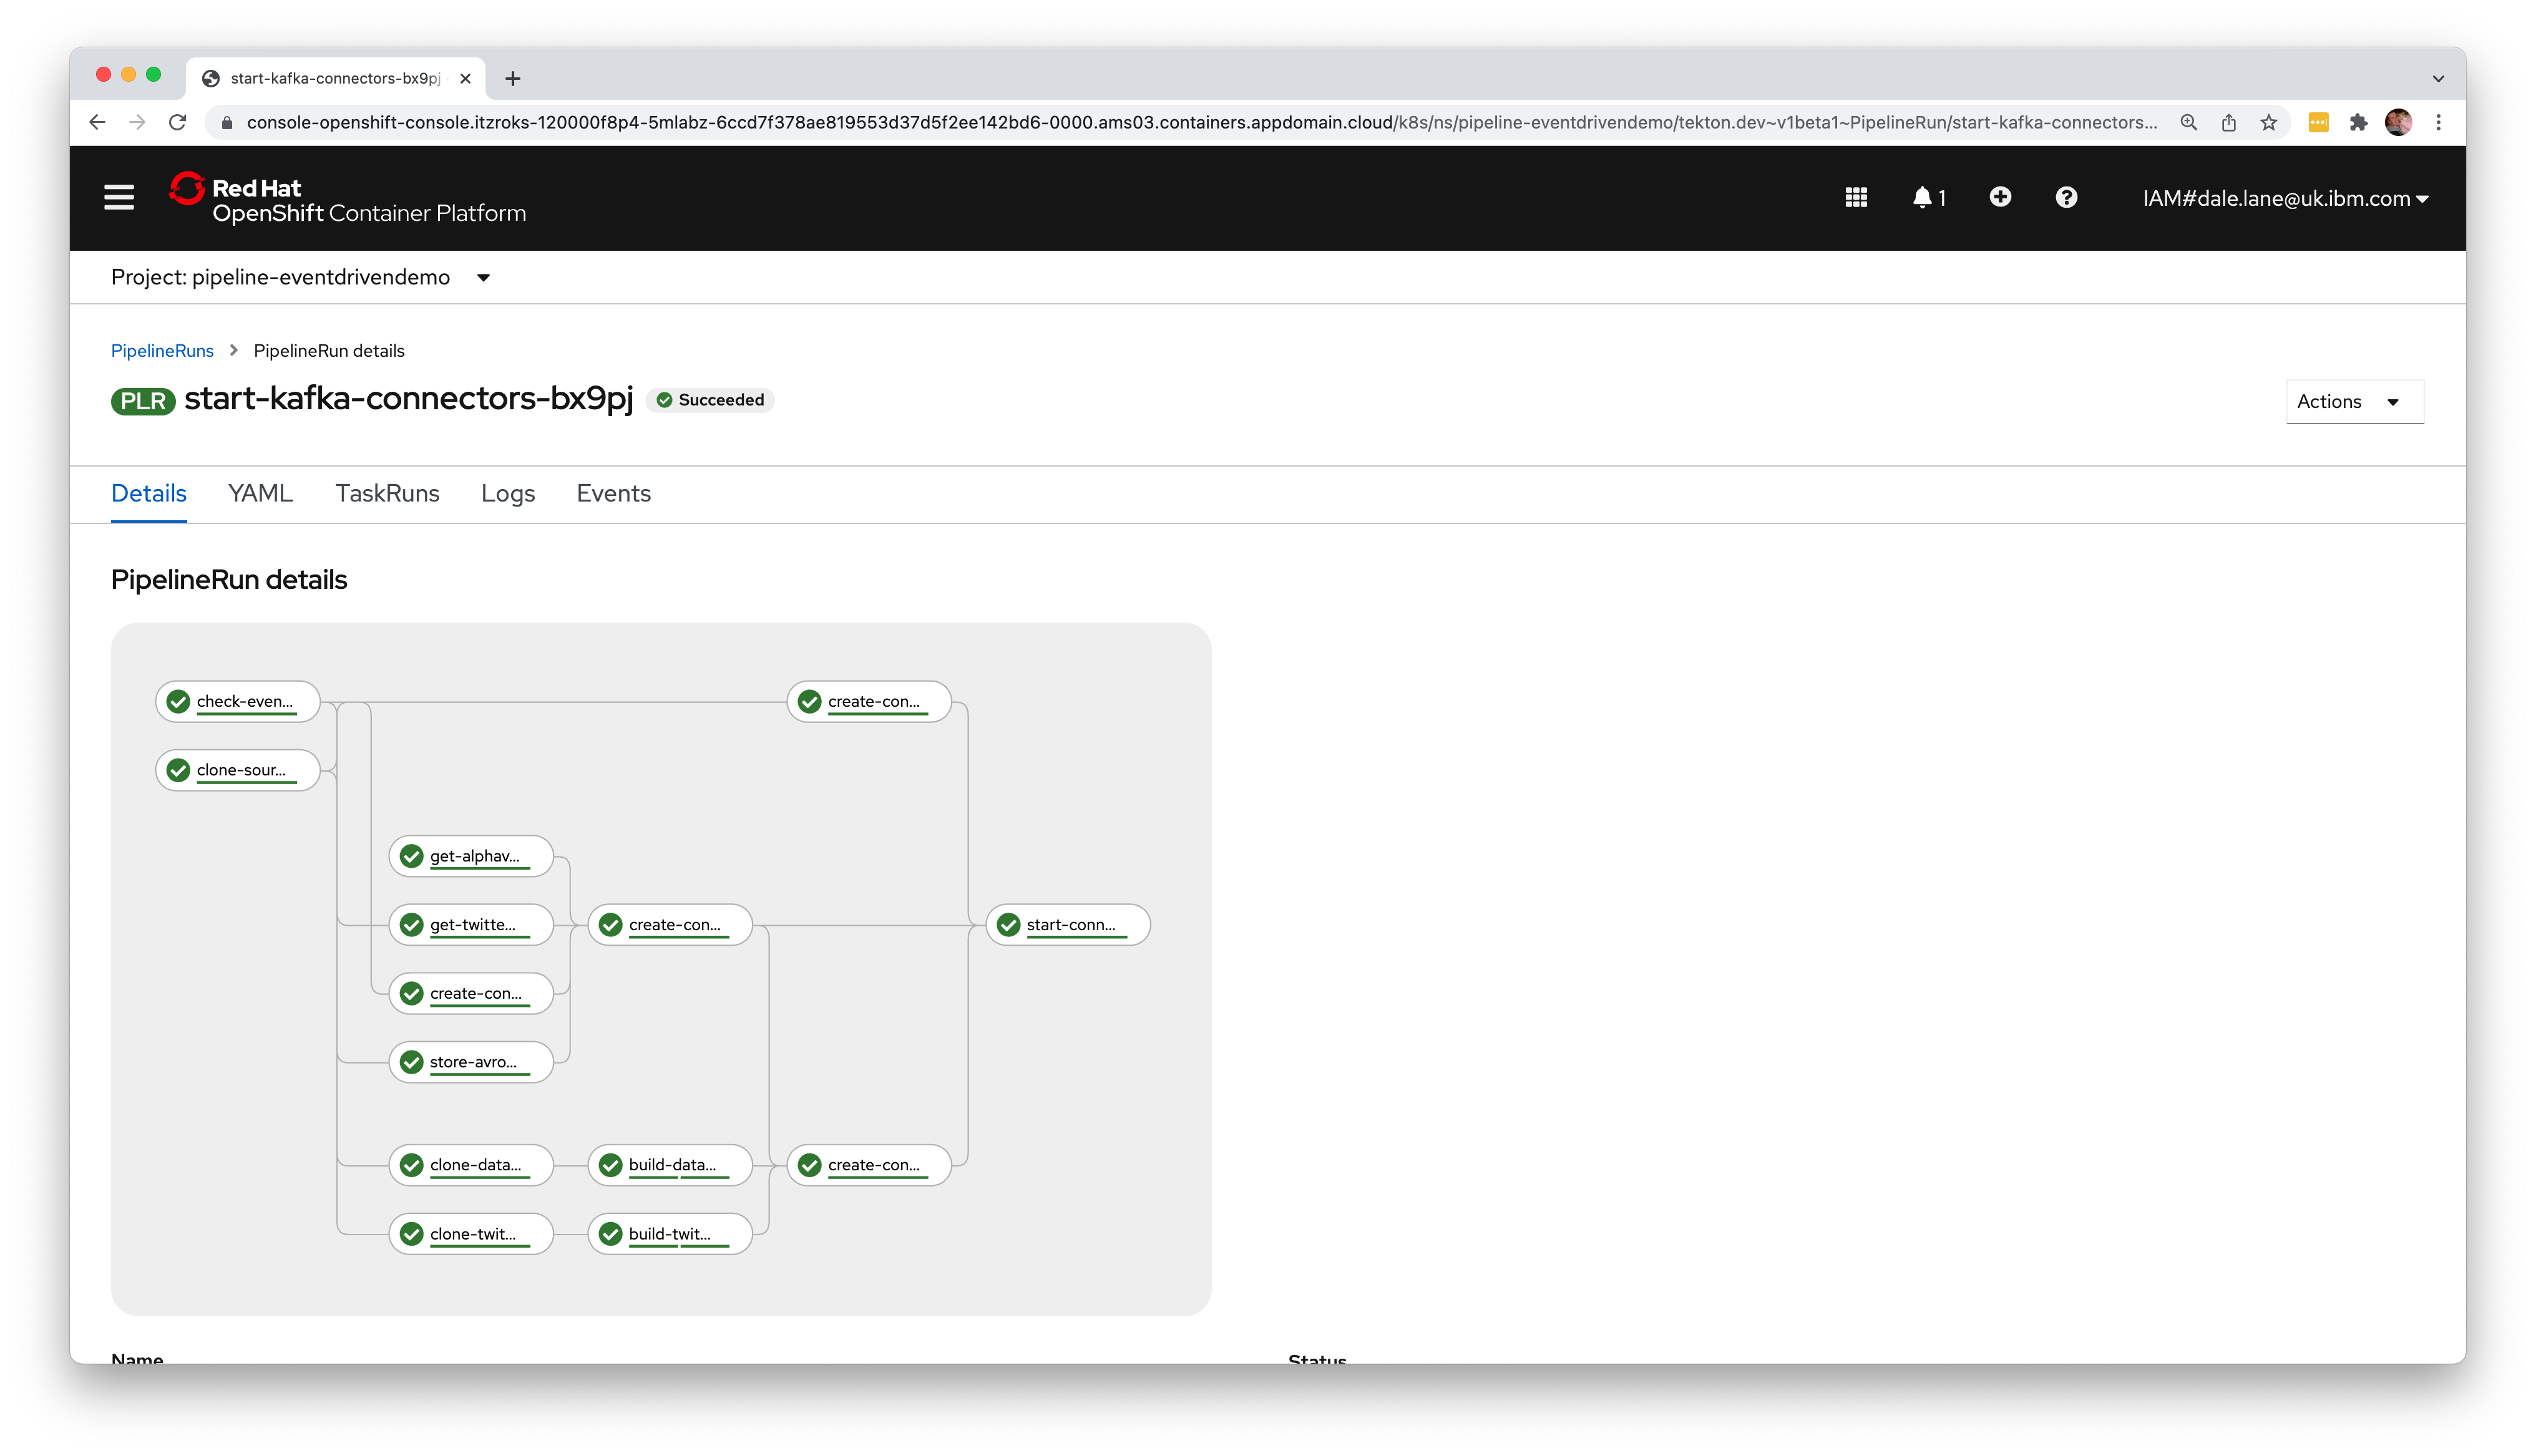 start-kafka-connectors-bx9pj
console-openshift-console.itzroks-120000f8p4-5mlabz-6ccd7f378ae819553d37d5f2ee142bd6-0000.ams03.containers.appdomain.cloud/k8s/ns/pipeline-eventdrivendemo/tekton.dev~v1beta1~PipelineRun/start-kafka-connectors...
Red Hat
OpenShift Container Platform
1
IAM#dale.lane@uk.ibm.com
Project: pipeline-eventdrivendemo
PipelineRuns > PipelineRun details
PLR start-kafka-connectors-bx9pj Succeeded
Actions
Details YAML TaskRuns Logs Events
PipelineRun details
check-even... create-con...
clone-sour...
get-alphav...
get-twitte... create-con... start-conn...
create-con...
store-avro...
clone-data... build-data... create-con...
clone-twit... build-twit...
Name Status